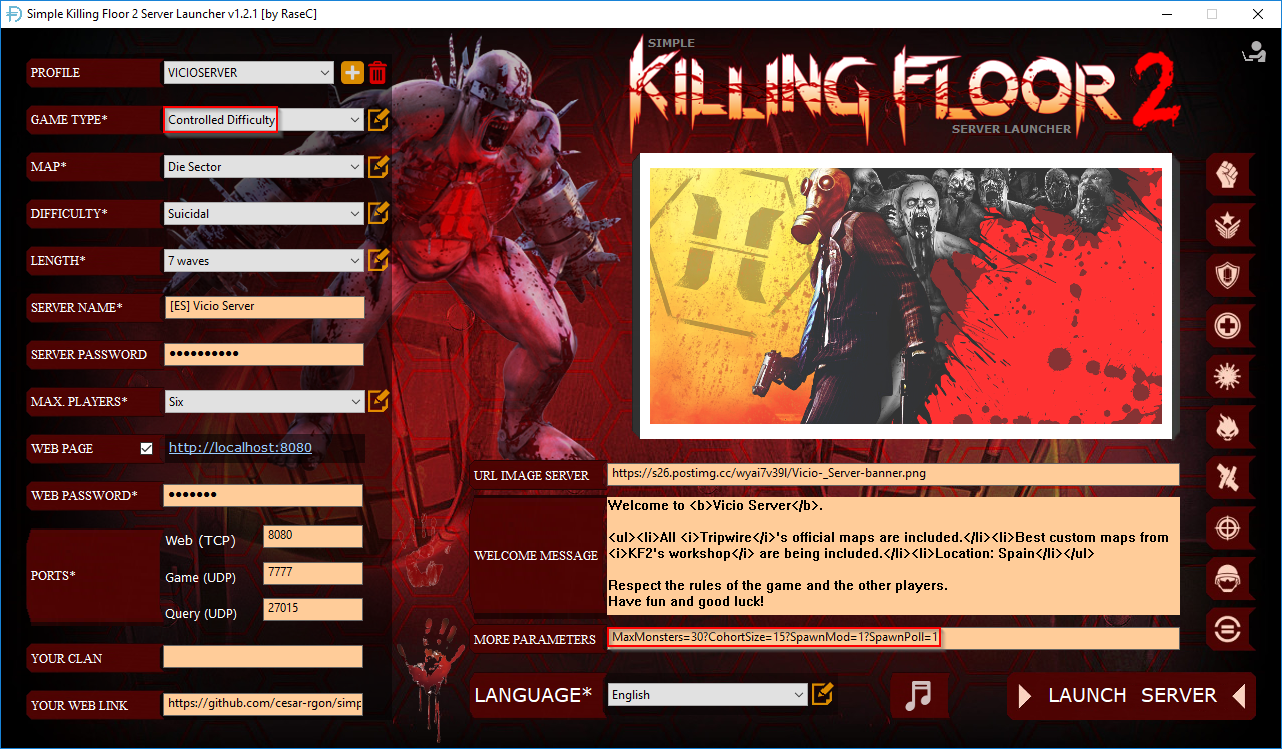 Simple Killing Floor 2 Server Launcher v1.2.1 [by RaseC]
SIMPLE
KILLING FLOOR 2
SERVER LAUNCHER
PROFILE VICIOSERVER
GAME TYPE* Controlled Difficulty
MAP* Die Sector
DIFFICULTY* Suicidal
LENGTH* 7 waves
SERVER NAME* [ES] Vicio Server
SERVER PASSWORD ••••••••••
MAX. PLAYERS* Six
WEB PAGE http://localhost:8080
WEB PASSWORD* •••••••
PORTS*
Web (TCP) 8080
Game (UDP) 7777
Query (UDP) 27015
YOUR CLAN
YOUR WEB LINK https://github.com/cesar-rgon/simp
URL IMAGE SERVER https://s26.postimg.cc/wyai7v39l/Vicio-_Server-banner.png
WELCOME MESSAGE
Welcome to <b>Vicio Server</b>.
<ul><li>All <i>Tripwire</i>'s official maps are included.</li><li>Best custom maps from
<i>KF2's workshop</i> are being included.</li><li>Location: Spain</li></ul>
Respect the rules of the game and the other players.
Have fun and good luck!
MORE PARAMETERS MaxMonsters=30?CohortSize=15?SpawnMod=1?SpawnPoll=1
LANGUAGE* English
LAUNCH SERVER